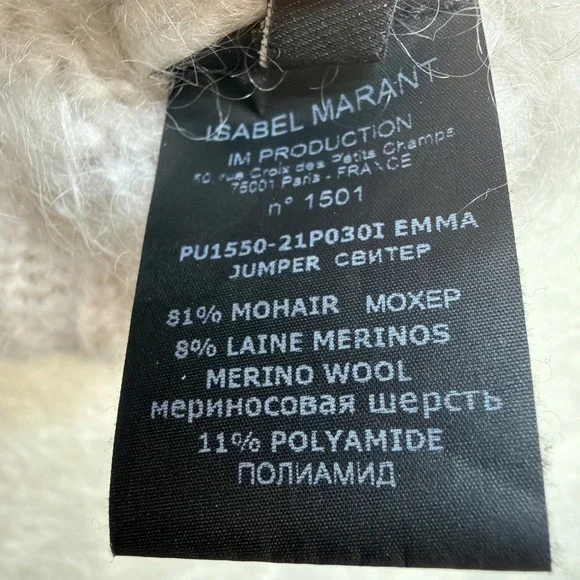 ISABEL MARANT
IM PRODUCTION
50, rue Croix des Petits Champs
75001 Paris - FRANCE
n° 1501
PU1550-21P030I EMMA
JUMPER СВИТЕР
81% MOHAIR МОХЕР
8% LAINE MERINOS
MERINO WOOL
мериносовая шерсть
11% POLYAMIDE
ПОЛИАМИД